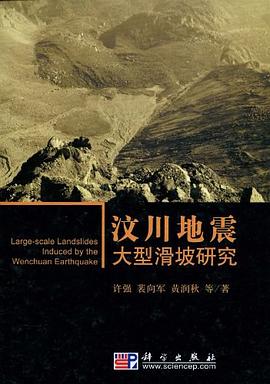 汶川地震
大型滑坡研究
Large-scale Landslides
Induced by the
Wenchuan Earthquake
许强 裴向军 黄润秋 等/著
科学出版社
www.sciencep.com